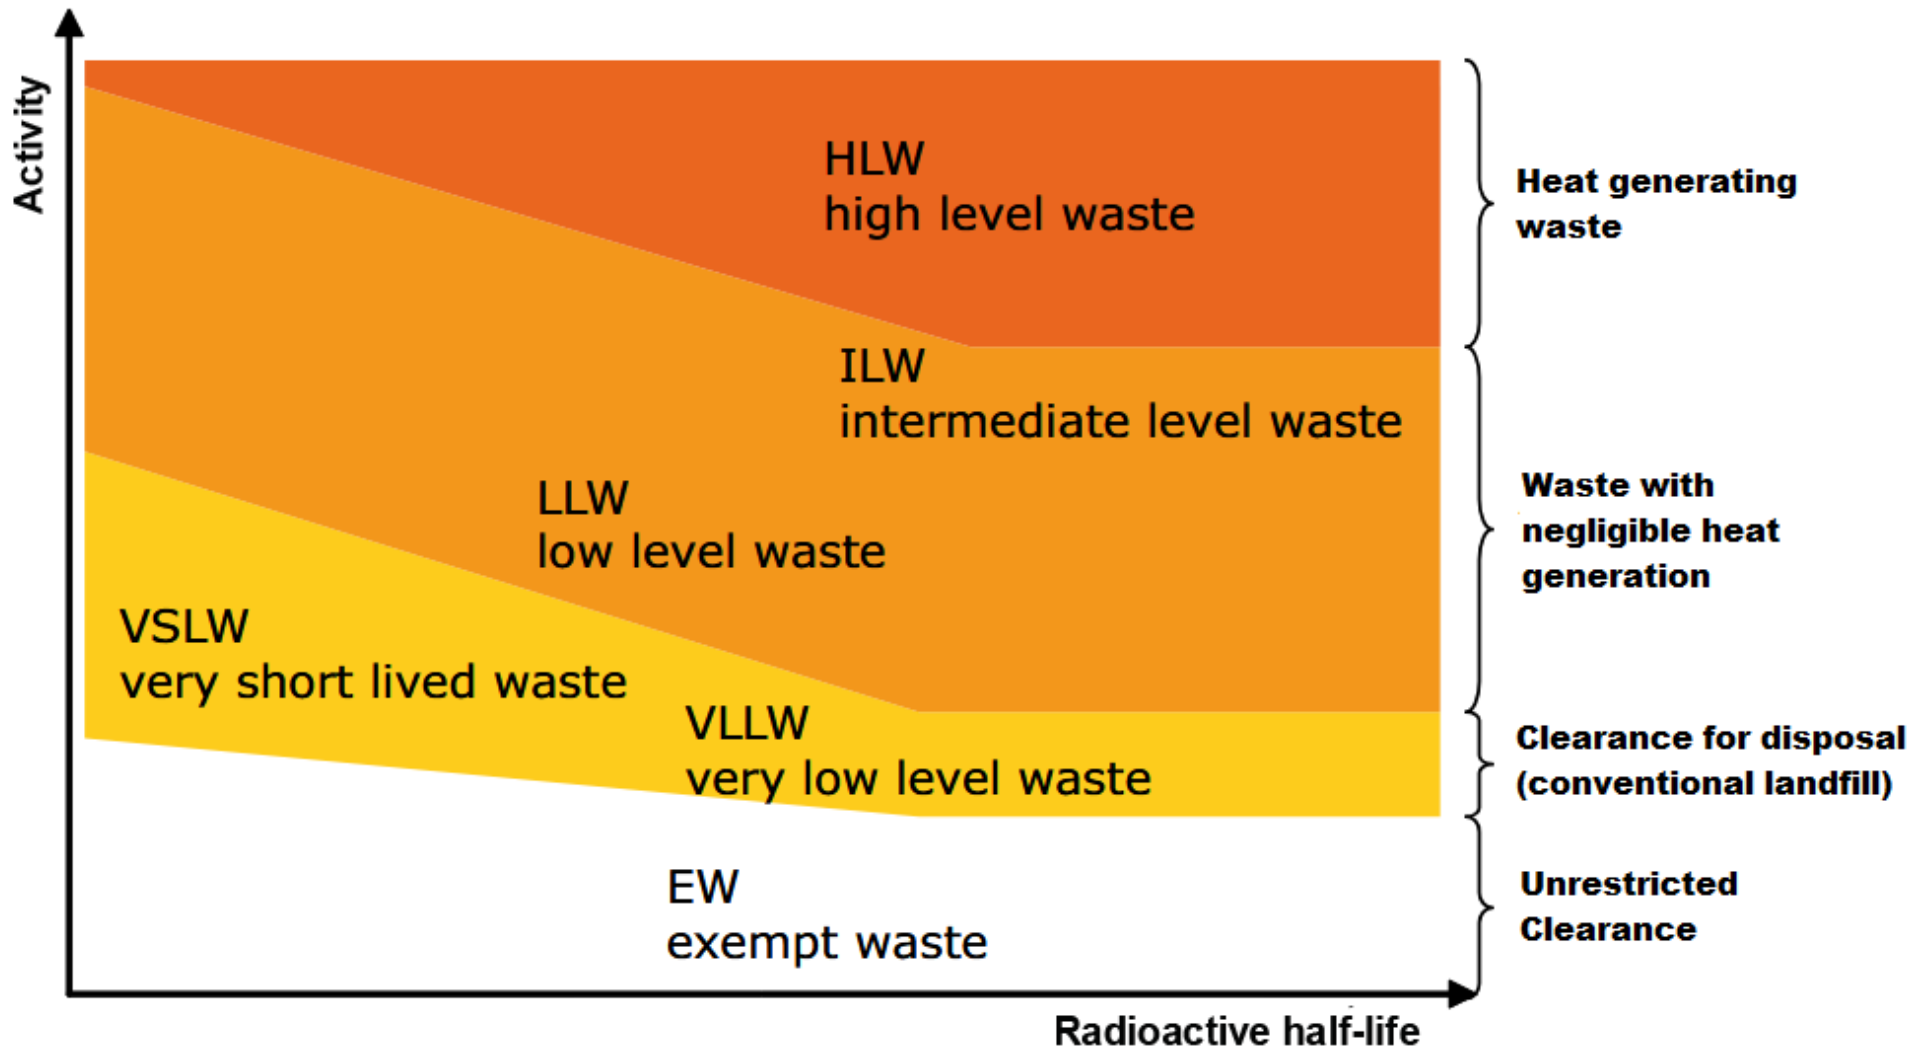 Activity
HLW
high level waste
Heat generating
waste
ILW
intermediate level waste
LLW
low level waste
Waste with
negligible heat
generation
VSLW
very short lived waste
VLLW
very low level waste
Clearance for disposal
(conventional landfill)
EW
exempt waste
Unrestricted
Clearance
Radioactive half-life